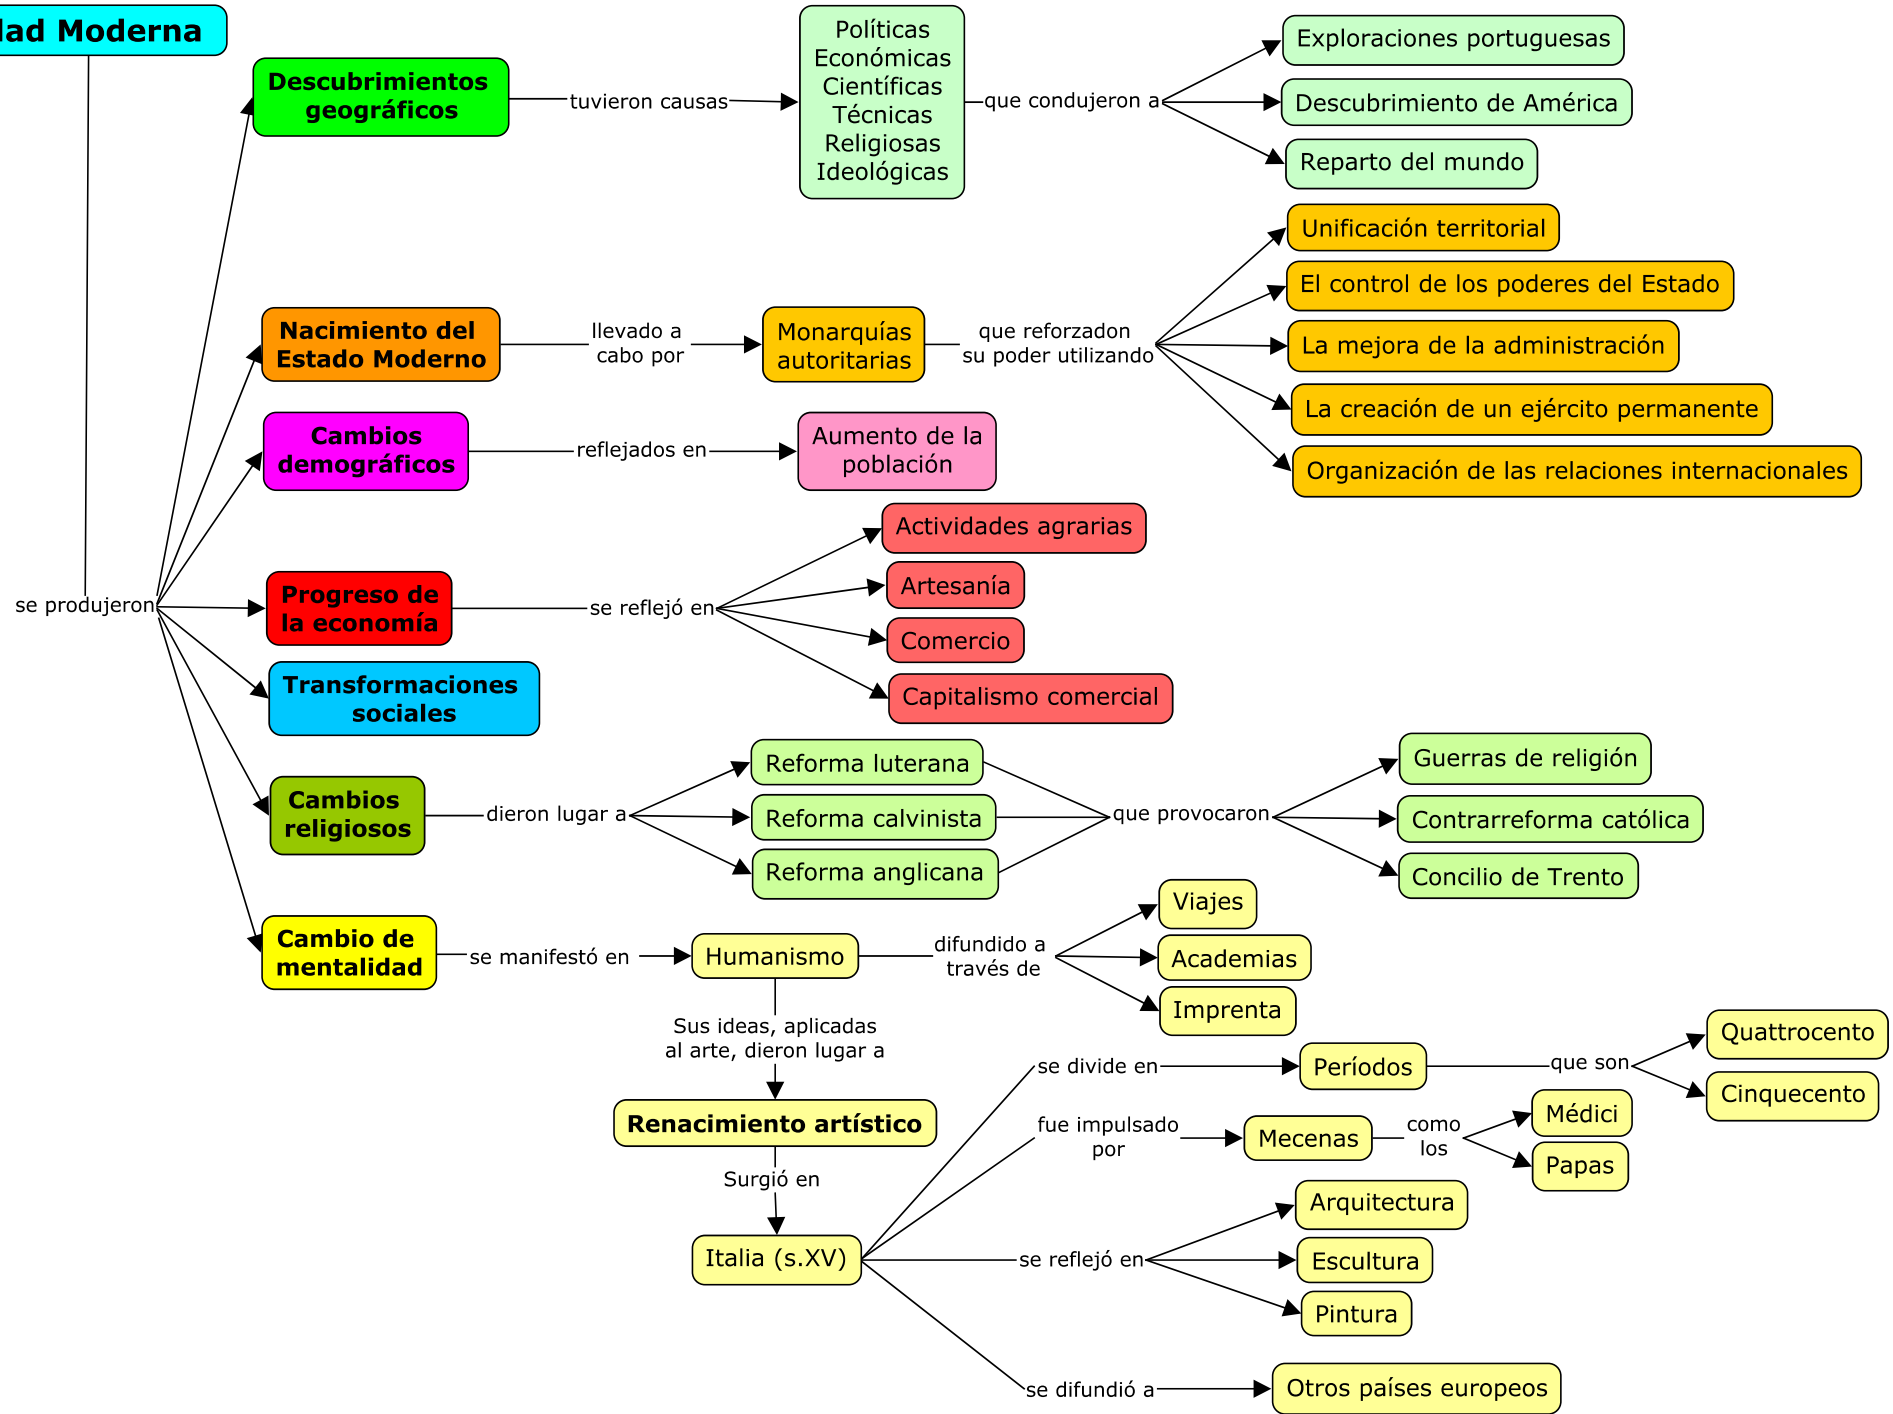 dad Moderna
se produjeron
Descubrimientos
geográficos
tuvieron causas
Políticas
Económicas
Científicas
Técnicas
Religiosas
Ideológicas
que condujeron a
Exploraciones portuguesas
Descubrimiento de América
Reparto del mundo
Nacimiento del
Estado Moderno
llevado a
cabo por
Monarquías
autoritarias
que reforzadon
su poder utilizando
Unificación territorial
El control de los poderes del Estado
La mejora de la administración
La creación de un ejército permanente
Organización de las relaciones internacionales
Cambios
demográficos
reflejados en
Aumento de la
población
Progreso de
la economía
se reflejó en
Actividades agrarias
Artesanía
Comercio
Capitalismo comercial
Transformaciones
sociales
Cambios
religiosos
dieron lugar a
Reforma luterana
Reforma calvinista
Reforma anglicana
que provocaron
Guerras de religión
Contrarreforma católica
Concilio de Trento
Cambio de
mentalidad
se manifestó en
Humanismo
difundido a
través de
Viajes
Academias
Imprenta
Sus ideas, aplicadas
al arte, dieron lugar a
Renacimiento artístico
Surgió en
Italia (s.XV)
se divide en
Períodos
que son
Quattrocento
Cinquecento
fue impulsado
por
Mecenas
como
los
Médici
Papas
se reflejó en
Arquitectura
Escultura
Pintura
se difundió a
Otros países europeos